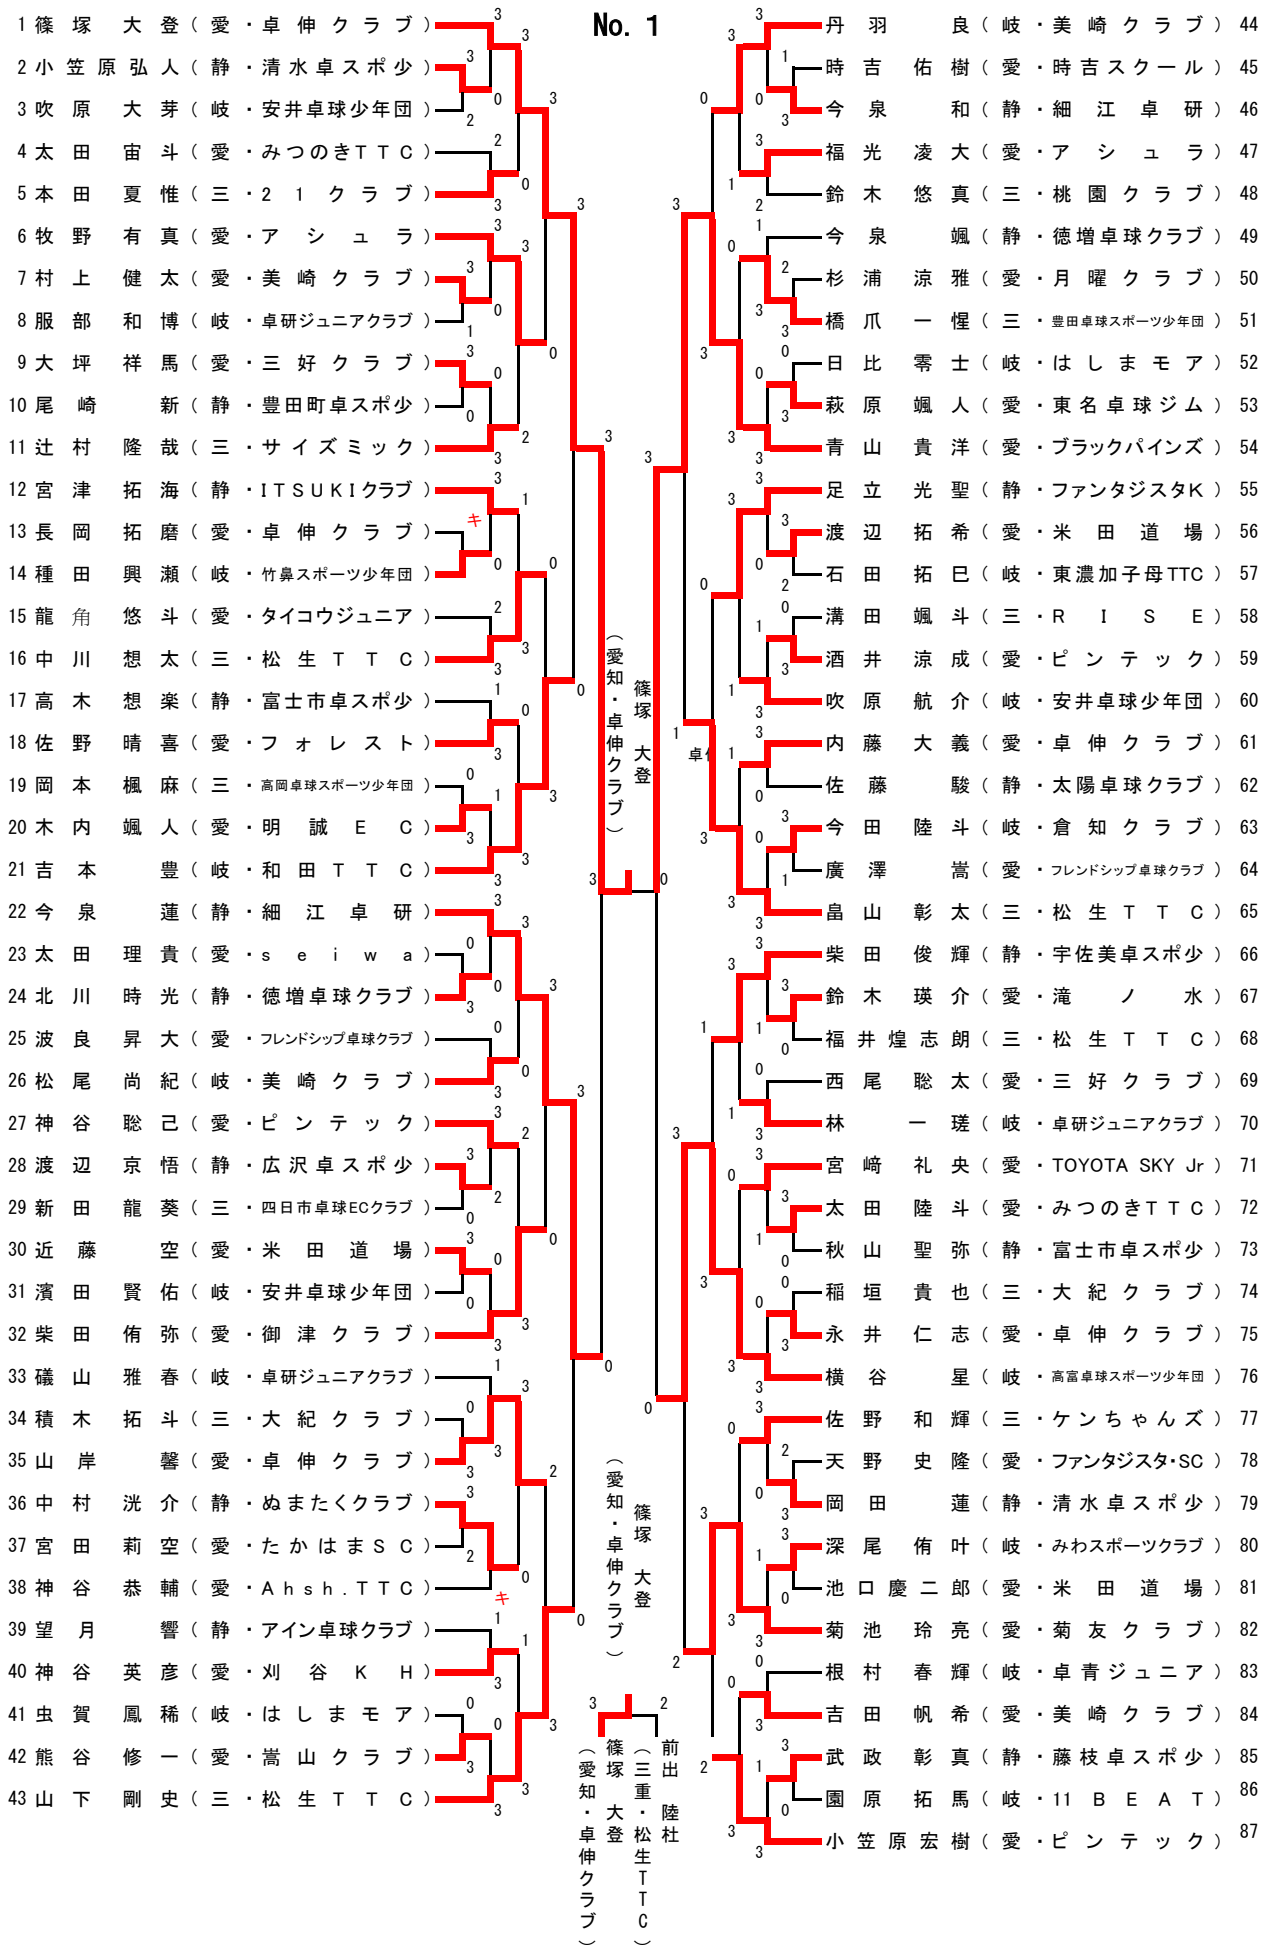 No. 1
1 篠塚 大登 (愛・卓伸クラブ)
2 小笠原弘人 (静・清水卓スポ少)
3 吹原 大芽 (岐・安井卓球少年団)
4 太田 宙斗 (愛・みつのきTTC)
5 本田 夏惟 (三・21クラブ)
6 牧野 有真 (愛・アシュラ)
7 村上 健太 (愛・美崎クラブ)
8 服部 和博 (岐・卓研ジュニアクラブ)
9 大坪 祥馬 (愛・三好クラブ)
10 尾崎 新 (静・豊田町卓スポ少)
11 辻村 隆哉 (三・サイズミック)
12 宮津 拓海 (静・ITSUKIクラブ)
13 長岡 拓磨 (愛・卓伸クラブ)
14 種田 興瀬 (岐・竹鼻スポーツ少年団)
15 龍角 悠斗 (愛・タイコウジュニア)
16 中川 想太 (三・松生TTC)
17 高木 想楽 (静・富士市卓スポ少)
18 佐野 晴喜 (愛・フォレスト)
19 岡本 楓麻 (三・高岡卓球スポーツ少年団)
20 木内 颯人 (愛・明誠EC)
21 吉本 豊 (岐・和田TTC)
22 今泉 蓮 (静・細江卓研)
23 太田 理貴 (愛・seiwa)
24 北川 時光 (静・徳増卓球クラブ)
25 波良 昇大 (愛・フレンドシップ卓球クラブ)
26 松尾 尚紀 (岐・美崎クラブ)
27 神谷 聡己 (愛・ピンテック)
28 渡辺 京悟 (静・広沢卓スポ少)
29 新田 龍葵 (三・四日市卓球ECクラブ)
30 近藤 空 (愛・米田道場)
31 濱田 賢佑 (岐・安井卓球少年団)
32 柴田 侑弥 (愛・御津クラブ)
33 礒山 雅春 (岐・卓研ジュニアクラブ)
34 積木 拓斗 (三・大紀クラブ)
35 山岸 馨 (愛・卓伸クラブ)
36 中村 洸介 (静・ぬまたくクラブ)
37 宮田 莉空 (愛・たかはまSC)
38 神谷 恭輔 (愛・Ahsh.TTC)
39 望月 響 (静・アイン卓球クラブ)
40 神谷 英彦 (愛・刈谷KH)
41 虫賀 鳳稀 (岐・はしまモア)
42 熊谷 修一 (愛・嵩山クラブ)
43 山下 剛史 (三・松生TTC)
キ
キ
篠塚 大登
(愛知・卓伸クラブ)
篠塚 大登
(愛知・卓伸クラブ)
3 2
前出 陸杜
(三重・松生TTC)
篠塚 大登
(愛知・卓伸クラブ)
丹羽 良 (岐・美崎クラブ) 44
時吉 佑樹 (愛・時吉スクール) 45
今泉 和 (静・細江卓研) 46
福光 凌大 (愛・アシュラ) 47
鈴木 悠真 (三・桃園クラブ) 48
今泉 颯 (静・徳増卓球クラブ) 49
杉浦 涼雅 (愛・月曜クラブ) 50
橋爪 一惺 (三・豊田卓球スポーツ少年団) 51
日比 零士 (岐・はしまモア) 52
萩原 颯人 (愛・東名卓球ジム) 53
青山 貴洋 (愛・ブラックパインズ) 54
足立 光聖 (静・ファンタジスタK) 55
渡辺 拓希 (愛・米田道場) 56
石田 拓巳 (岐・東濃加子母TTC) 57
溝田 颯斗 (三・RISE) 58
酒井 涼成 (愛・ピンテック) 59
吹原 航介 (岐・安井卓球少年団) 60
内藤 大義 (愛・卓伸クラブ) 61
佐藤 駿 (静・太陽卓球クラブ) 62
今田 陸斗 (岐・倉知クラブ) 63
廣澤 嵩 (愛・フレンドシップ卓球クラブ) 64
畠山 彰太 (三・松生TTC) 65
柴田 俊輝 (静・宇佐美卓スポ少) 66
鈴木 瑛介 (愛・滝ノ水) 67
福井煌志朗 (三・松生TTC) 68
西尾 聡太 (愛・三好クラブ) 69
林 一瑳 (岐・卓研ジュニアクラブ) 70
宮﨑 礼央 (愛・TOYOTA SKY Jr) 71
太田 陸斗 (愛・みつのきTTC) 72
秋山 聖弥 (静・富士市卓スポ少) 73
稲垣 貴也 (三・大紀クラブ) 74
永井 仁志 (愛・卓伸クラブ) 75
横谷 星 (岐・高富卓球スポーツ少年団) 76
佐野 和輝 (三・ケンちゃんズ) 77
天野 史隆 (愛・ファンタジスタ・SC) 78
岡田 蓮 (静・清水卓スポ少) 79
深尾 侑叶 (岐・みわスポーツクラブ) 80
池口慶二郎 (愛・米田道場) 81
菊池 玲亮 (愛・菊友クラブ) 82
根村 春輝 (岐・卓青ジュニア) 83
吉田 帆希 (愛・美崎クラブ) 84
武政 彰真 (静・藤枝卓スポ少) 85
園原 拓馬 (岐・11BEAT) 86
小笠原宏樹 (愛・ピンテック) 87